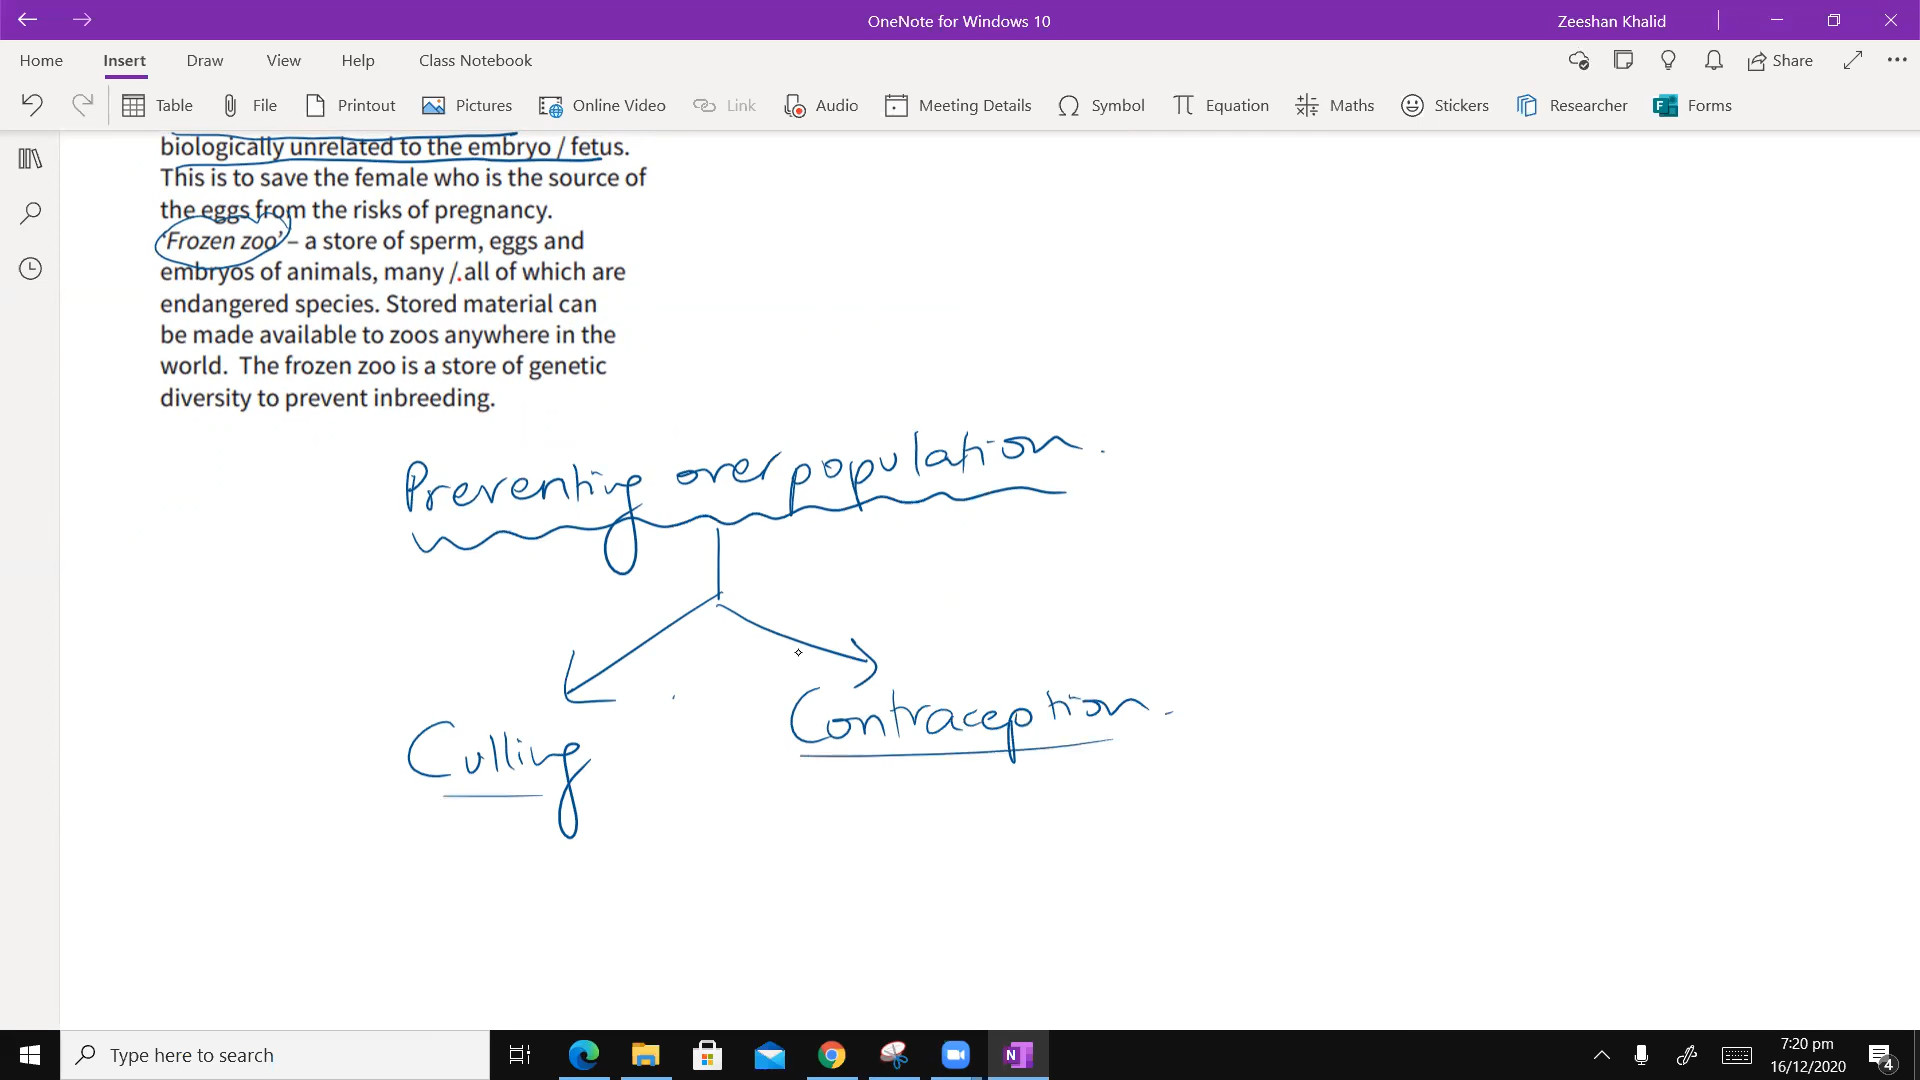 OneNote for Windows 10
Zeeshan Khalid
Home Insert Draw View Help Class Notebook
Share
Table File Printout Pictures Online Video Link Audio Meeting Details Symbol Equation Maths Stickers Researcher Forms
biologically unrelated to the embryo / fetus.
This is to save the female who is the source of
the eggs from the risks of pregnancy.
'Frozen zoo' – a store of sperm, eggs and
embryos of animals, many /.all of which are
endangered species. Stored material can
be made available to zoos anywhere in the
world. The frozen zoo is a store of genetic
diversity to prevent inbreeding.
Preventing over population.
Culling
Contraception.
Type here to search
7:20 pm
16/12/2020
4